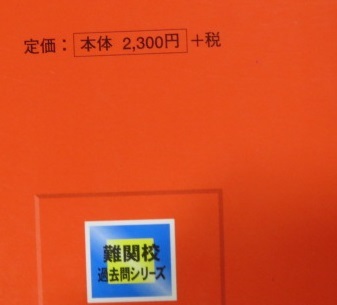 定価：本体 2,300円+税
難関校
過去問シリーズ